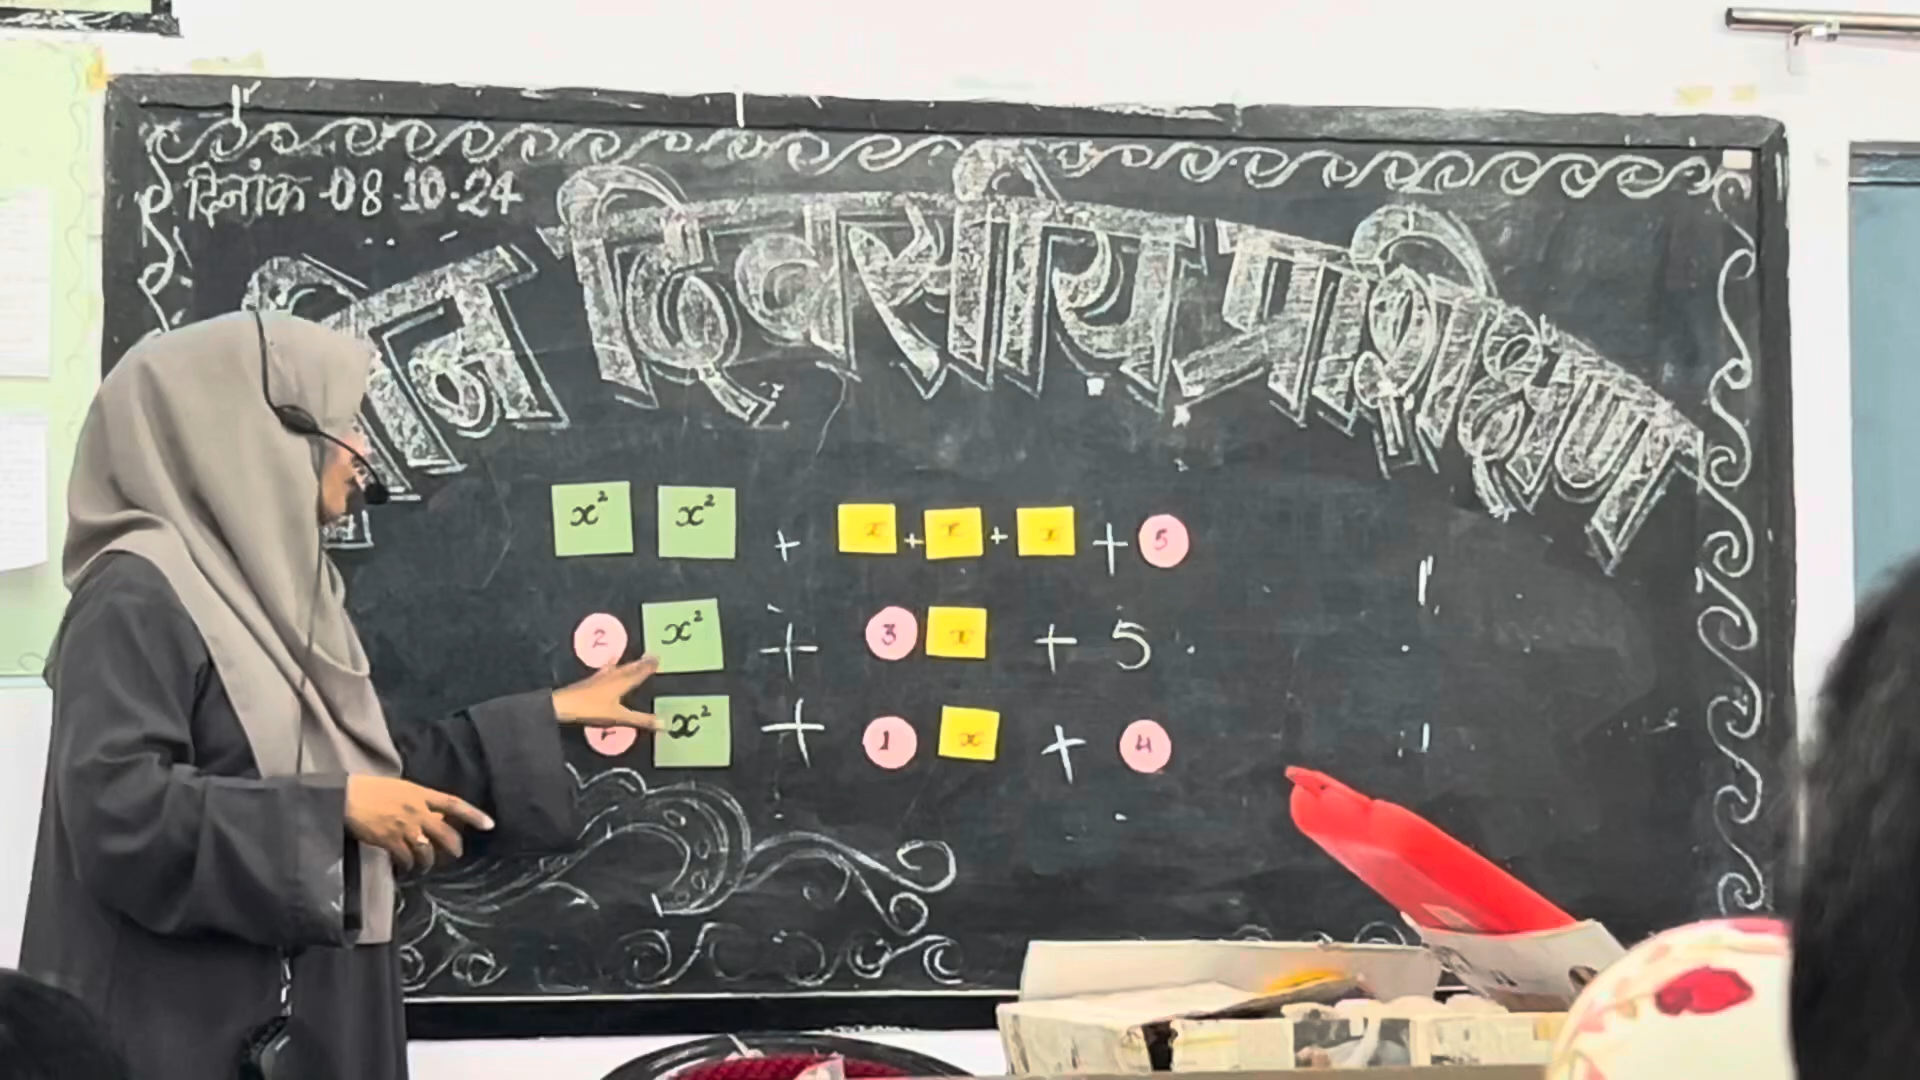 दिनांक -08-10-24
दिवसीय प्रशिक्षण
x² x² + x + x + x + 5
2 x² + 3 x + 5
x² + 1 x + 4